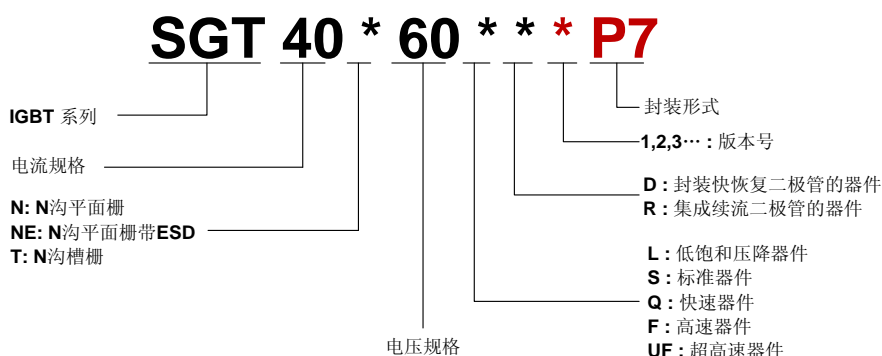 SGT 40 * 60 * * * P7
IGBT 系列
电流规格
N: N沟平面栅
NE: N沟平面栅带ESD
T: N沟槽栅
电压规格
封装形式
1,2,3… : 版本号
D : 封装快恢复二极管的器件
R : 集成续流二极管的器件
L : 低饱和压降器件
S : 标准器件
Q : 快速器件
F : 高速器件
UF : 超高速器件